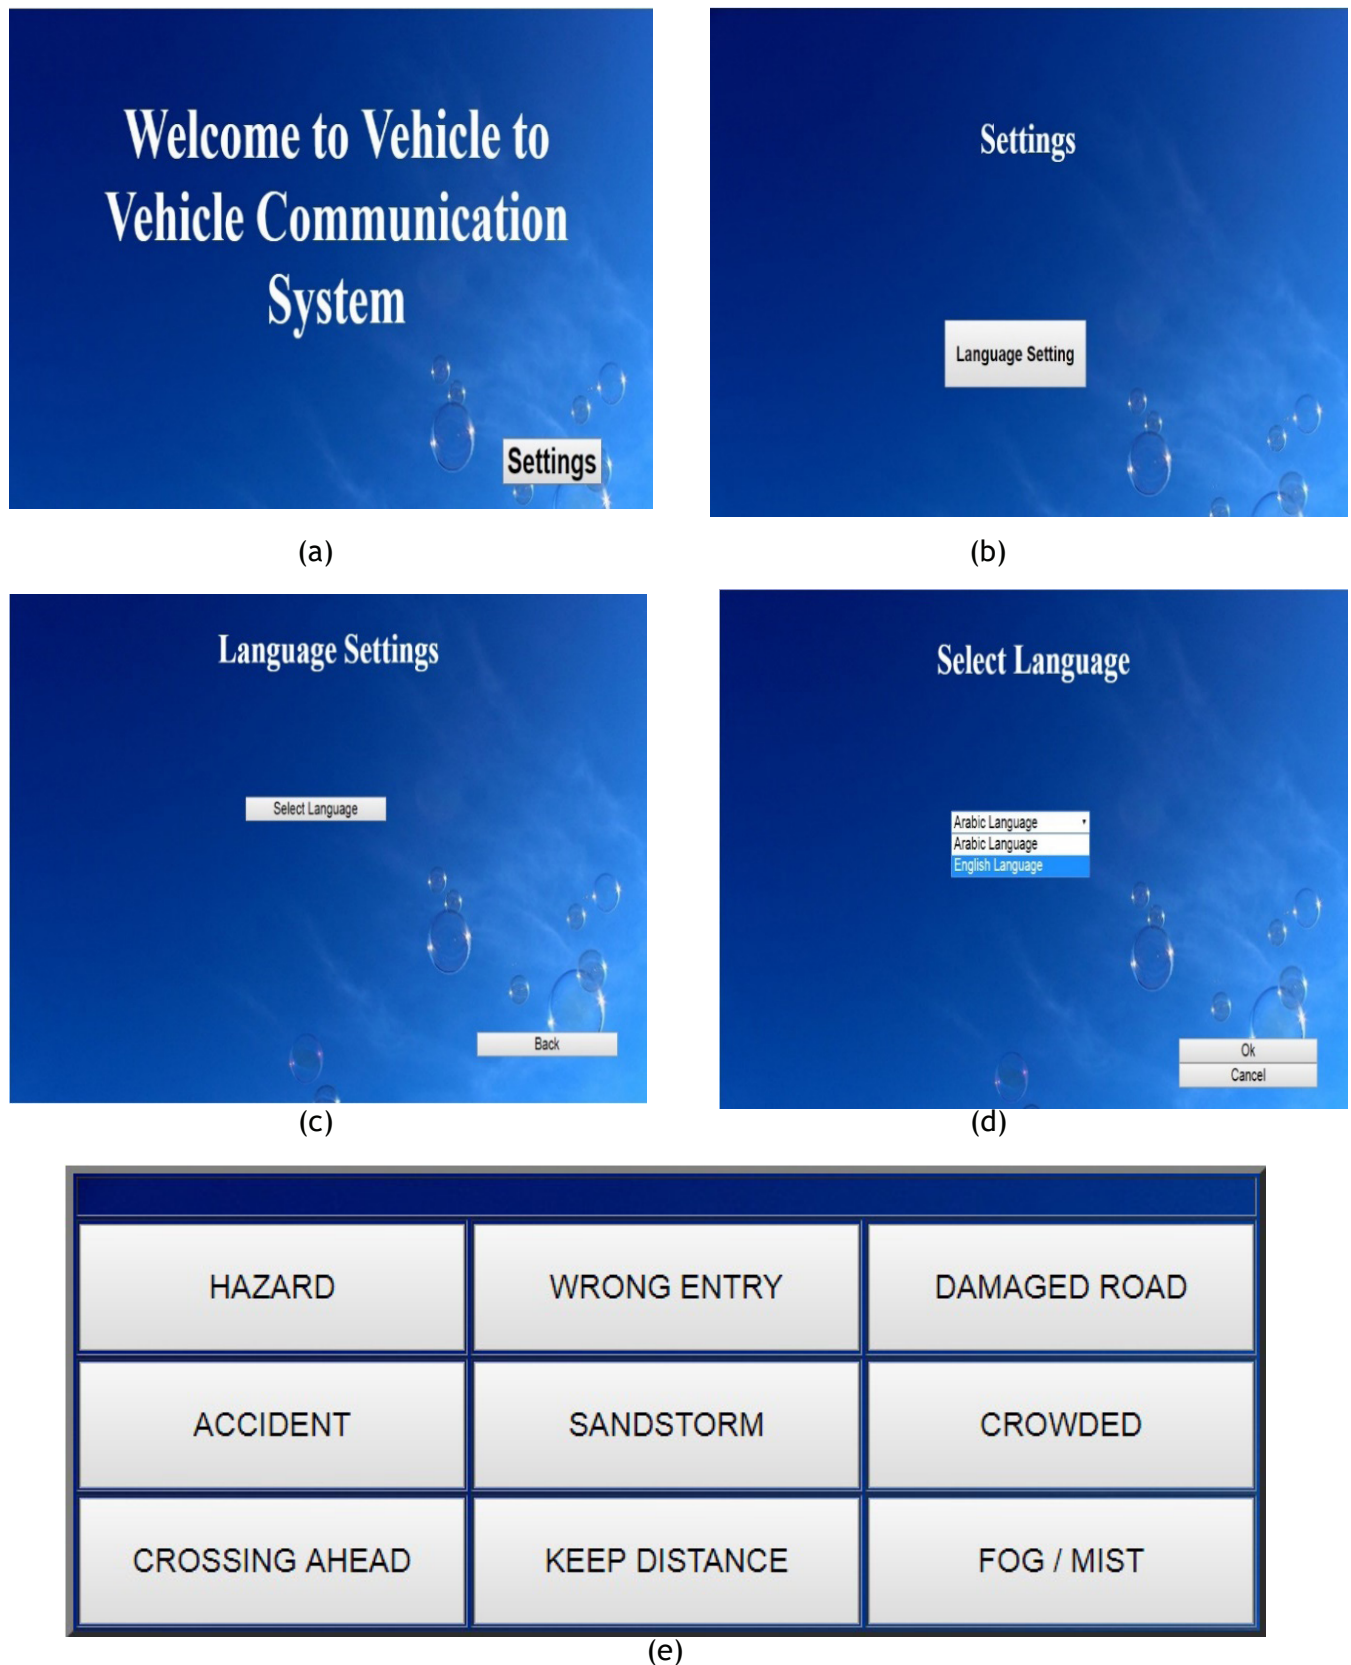 Welcome to Vehicle to
Vehicle Communication
System
Settings
(a)
Settings
Language Setting
(b)
Language Settings
Select Language
Back
(c)
Select Language
Arabic Language
Arabic Language
English Language
Ok
Cancel
(d)
HAZARD
WRONG ENTRY
DAMAGED ROAD
ACCIDENT
SANDSTORM
CROWDED
CROSSING AHEAD
KEEP DISTANCE
FOG / MIST
(e)